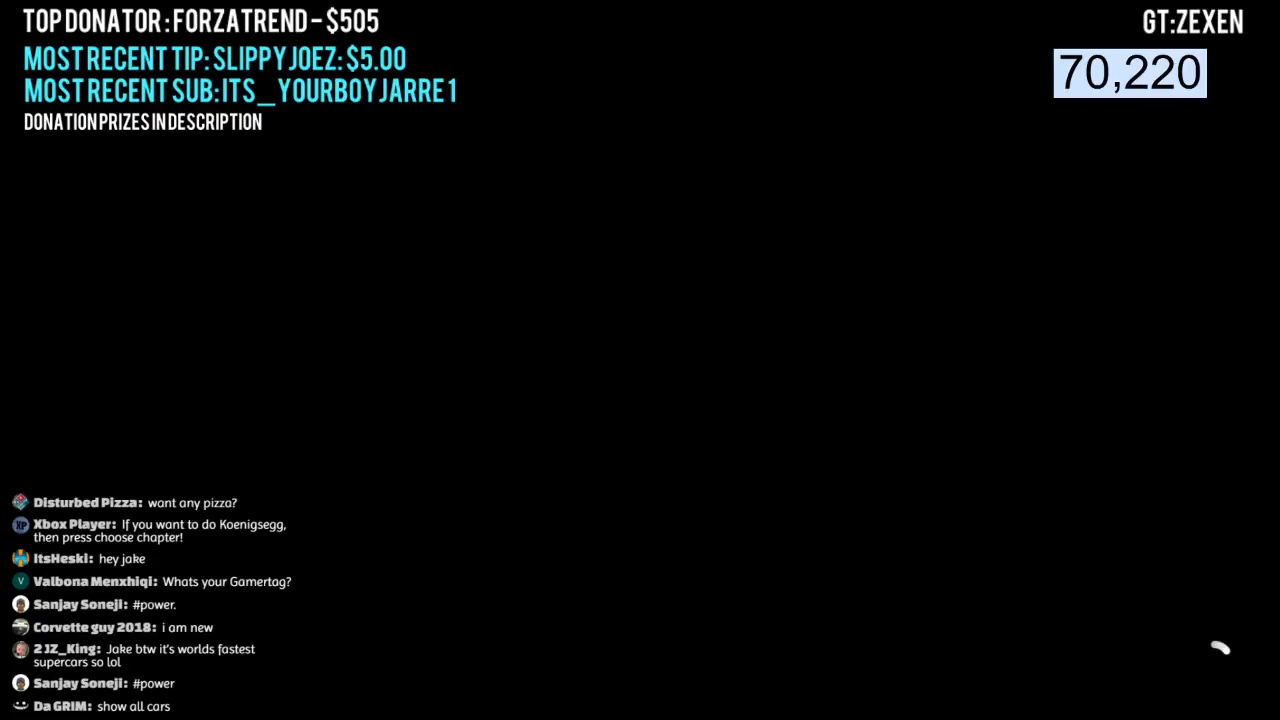 TOP DONATOR : FORZATREND - $505
GT:ZEXEN
MOST RECENT TIP: SLIPPY JOEZ: $5.00
70,220
MOST RECENT SUB: ITS_YOURBOYJARRE1
DONATION PRIZES IN DESCRIPTION
Disturbed Pizza: want any pizza?
XP
Xbox Player: If you want to do Koenigsegg,
then press choose chapter!
ItsHeski: hey jake
V
Valbona Menxhiqi: Whats your Gamertag?
Sanjay Soneji: #power.
Corvette guy 2018: i am new
2 JZ_King: Jake btw it's worlds fastest
supercars so lol
Sanjay Soneji: #power
Da GRIM: show all cars